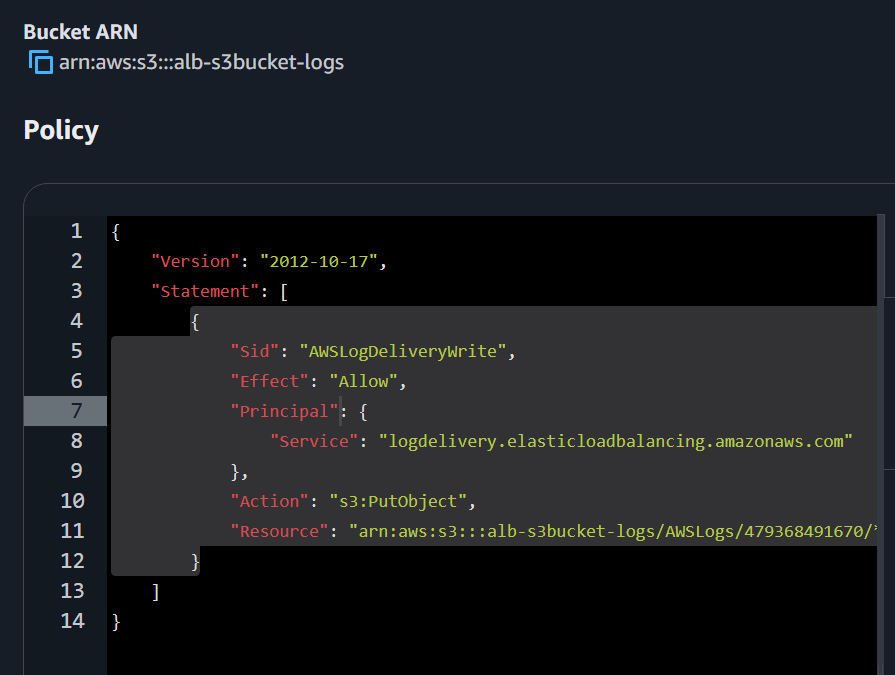 Bucket ARN
arn:aws:s3:::alb-s3bucket-logs
Policy
1 {
2 "Version": "2012-10-17",
3 "Statement": [
4 {
5 "Sid": "AWSLogDeliveryWrite",
6 "Effect": "Allow",
7 "Principal": {
8 "Service": "logdelivery.elasticloadbalancing.amazonaws.com"
9 },
10 "Action": "s3:PutObject",
11 "Resource": "arn:aws:s3:::alb-s3bucket-logs/AWSLogs/479368491670/*
12 }
13 ]
14 }